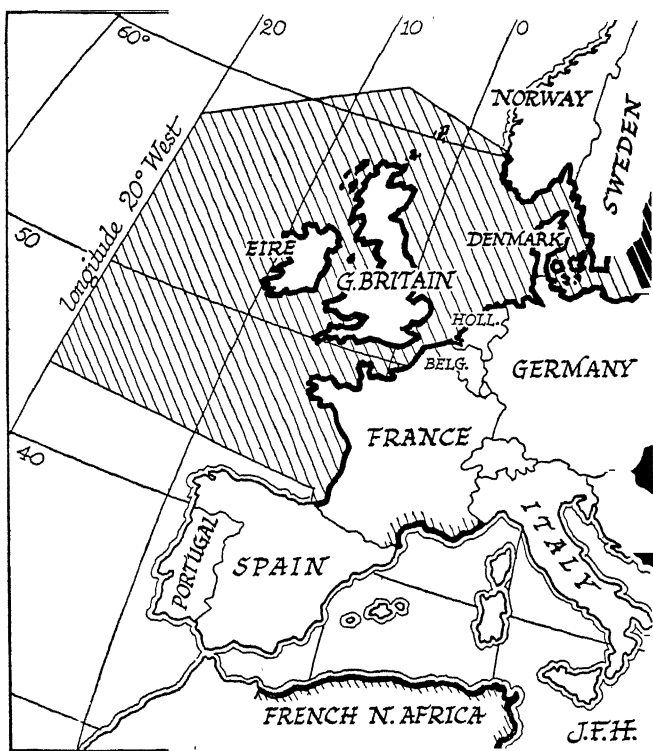 60°
20
10
0
NORWAY
SWEDEN
Longitude 20° West
50
EIRE
DENMARK
G.BRITAIN
HOLL.
BELG.
GERMANY
FRANCE
40
ITALY
PORTUGAL
SPAIN
FRENCH N. AFRICA
J.F.H.